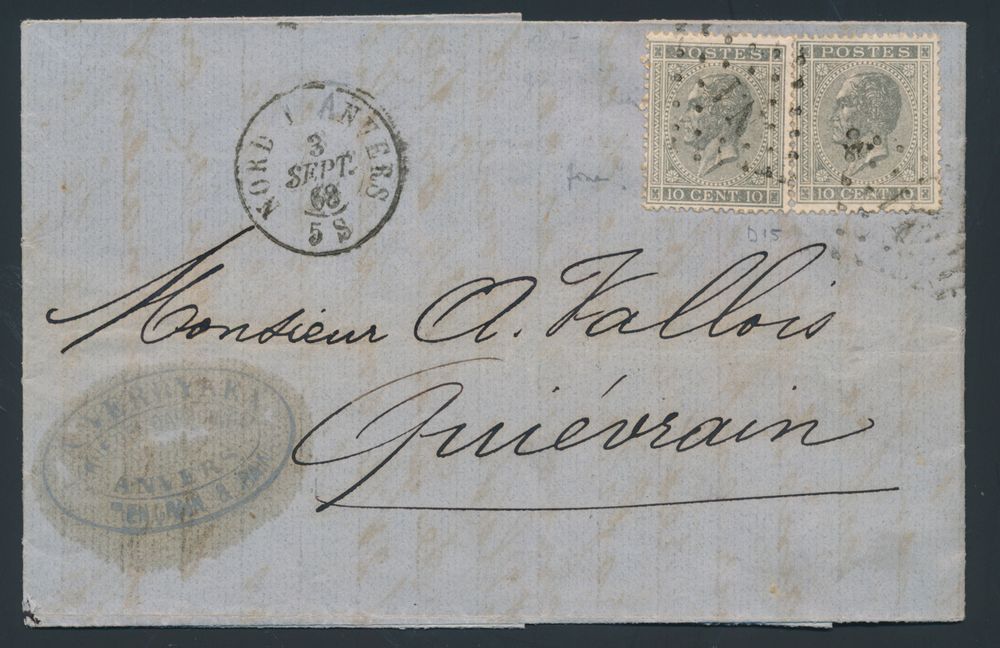 NORD 1 ANVERS
3
SEPT.
68
5 S
POSTES
10 CENT. 10
POSTES
10 CENT. 10
D15
Monsieur A. Vallois
Quiévrain
ANVERS